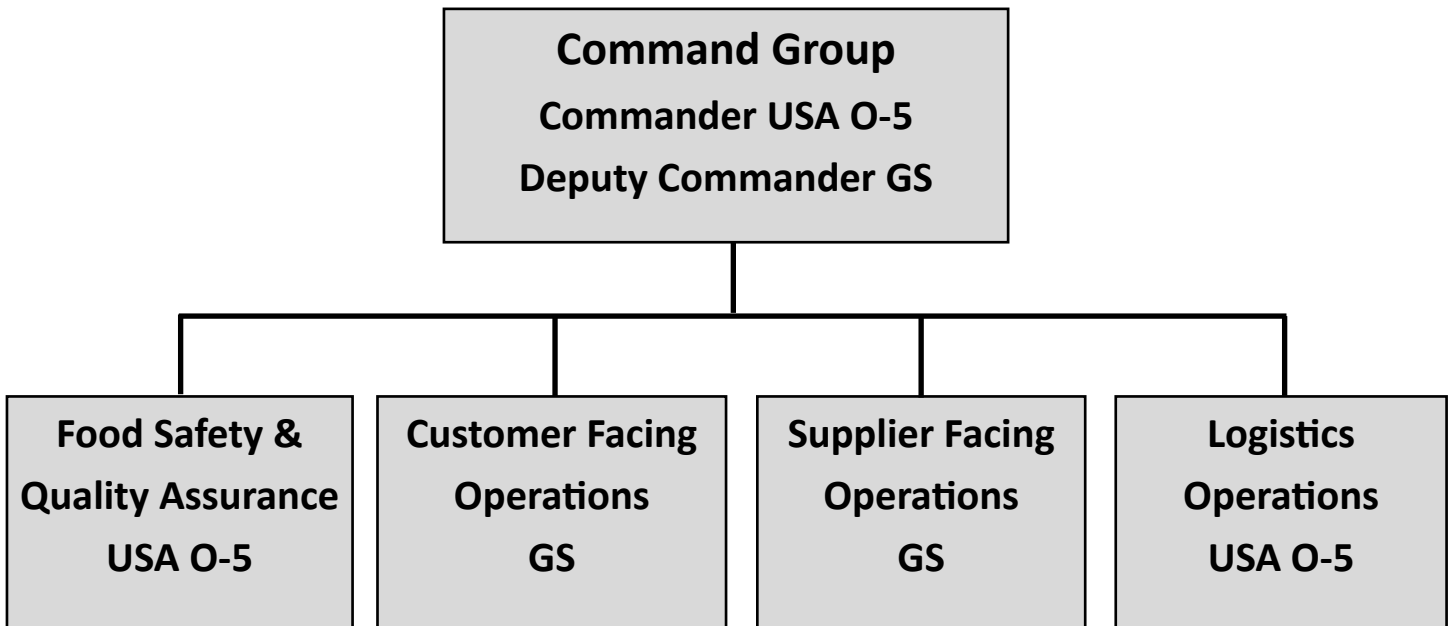 Command Group
Commander USA O-5
Deputy Commander GS
Food Safety &
Quality Assurance
USA O-5
Customer Facing
Operations
GS
Supplier Facing
Operations
GS
Logistics
Operations
USA O-5